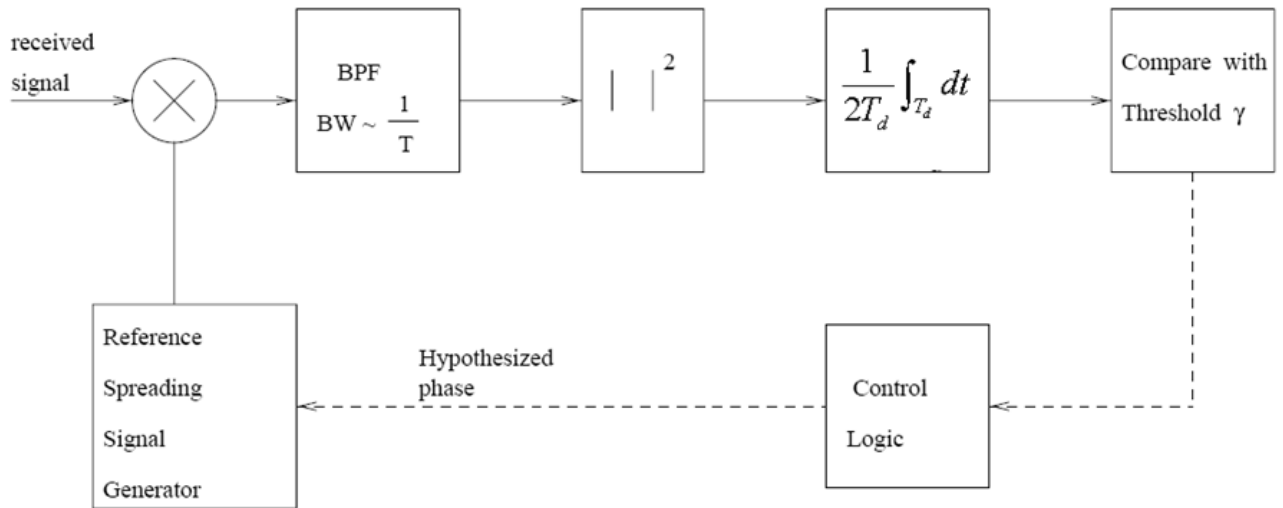 received
signal
BPF
BW ~ 1/T
| |²
1/2T_d ∫_{T_d} dt
Compare with
Threshold γ
Reference
Spreading
Signal
Generator
Hypothesized
phase
Control
Logic